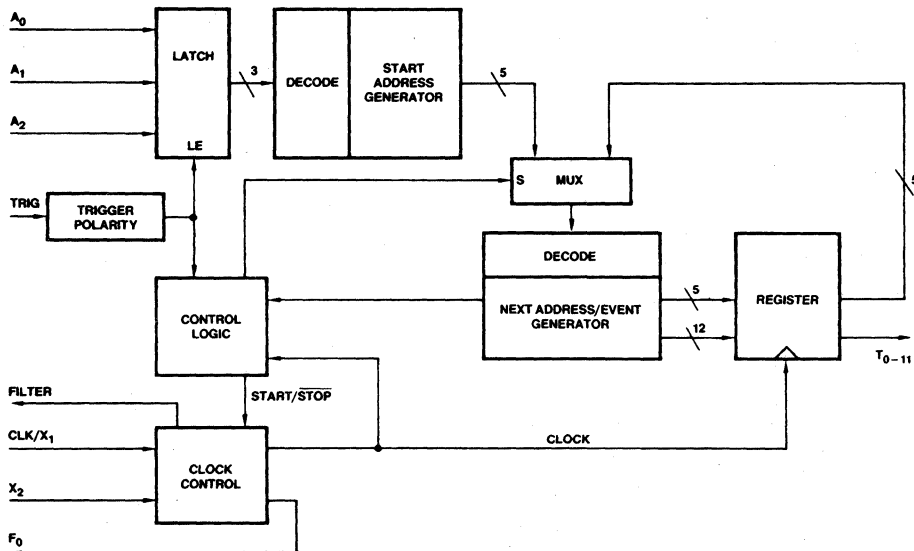 A0
A1
A2
LATCH
LE
3
DECODE
START
ADDRESS
GENERATOR
5
S
MUX
5
TRIG
TRIGGER
POLARITY
DECODE
NEXT ADDRESS/EVENT
GENERATOR
5
12
REGISTER
T0–11
CONTROL
LOGIC
START/STOP
FILTER
CLK/X1
X2
F0
CLOCK
CONTROL
CLOCK